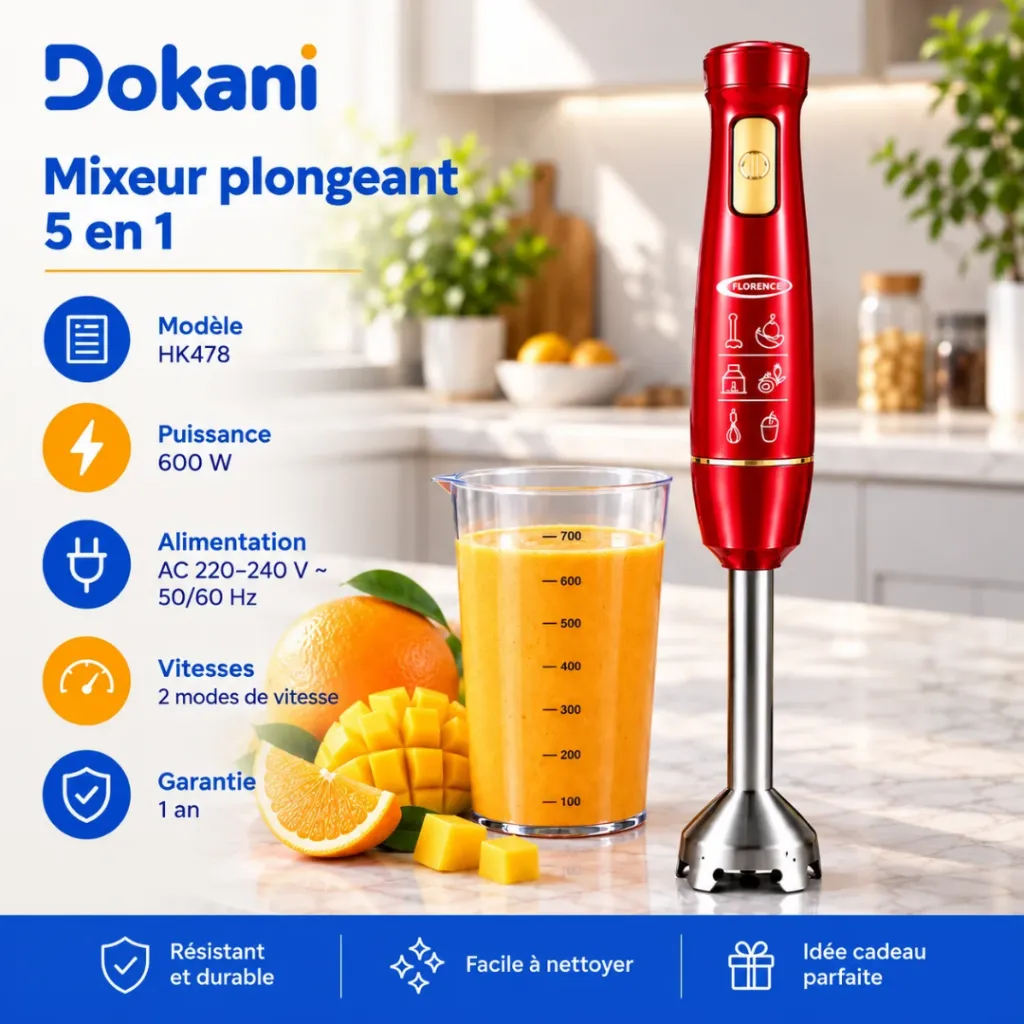 Dokani
Mixeur plongeant
5 en 1
Modèle
HK478
Puissance
600 W
Alimentation
AC 220–240 V ~
50/60 Hz
Vitesses
2 modes de vitesse
Garantie
1 an
FLORENCE
700
600
500
400
300
200
100
Résistant
et durable
Facile à nettoyer
Idée cadeau
parfaite